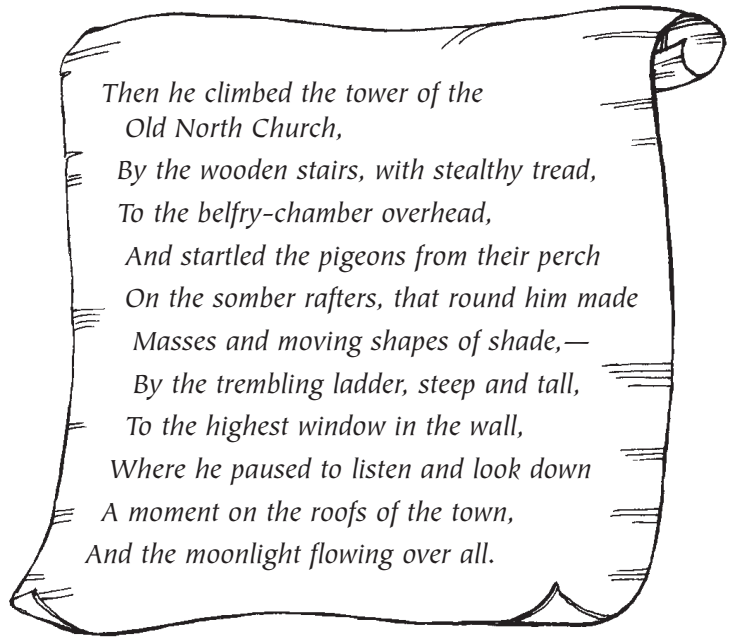 Then he climbed the tower of the
Old North Church,
By the wooden stairs, with stealthy tread,
To the belfry-chamber overhead,
And startled the pigeons from their perch
On the somber rafters, that round him made
Masses and moving shapes of shade,—
By the trembling ladder, steep and tall,
To the highest window in the wall,
Where he paused to listen and look down
A moment on the roofs of the town,
And the moonlight flowing over all.